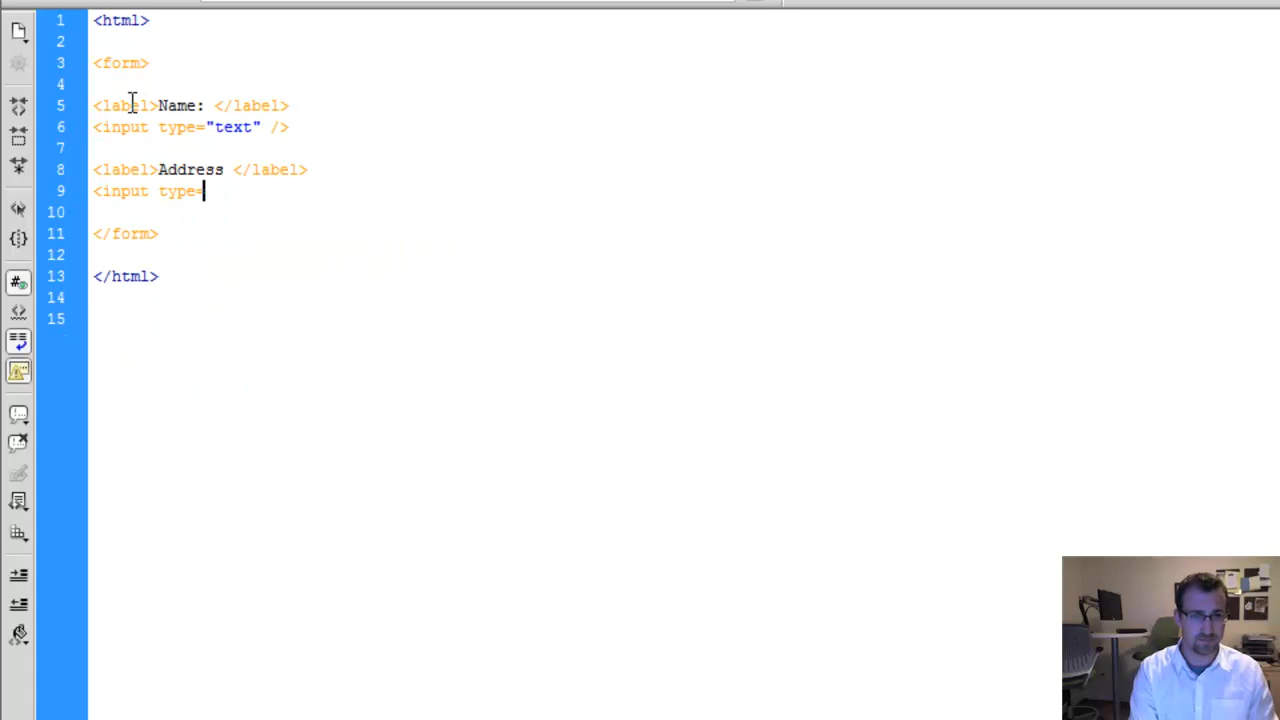 1 <html>
2
3 <form>
4
5 <label>Name: </label>
6 <input type="text" />
7
8 <label>Address </label>
9 <input type=
10
11 </form>
12
13 </html>
14
15